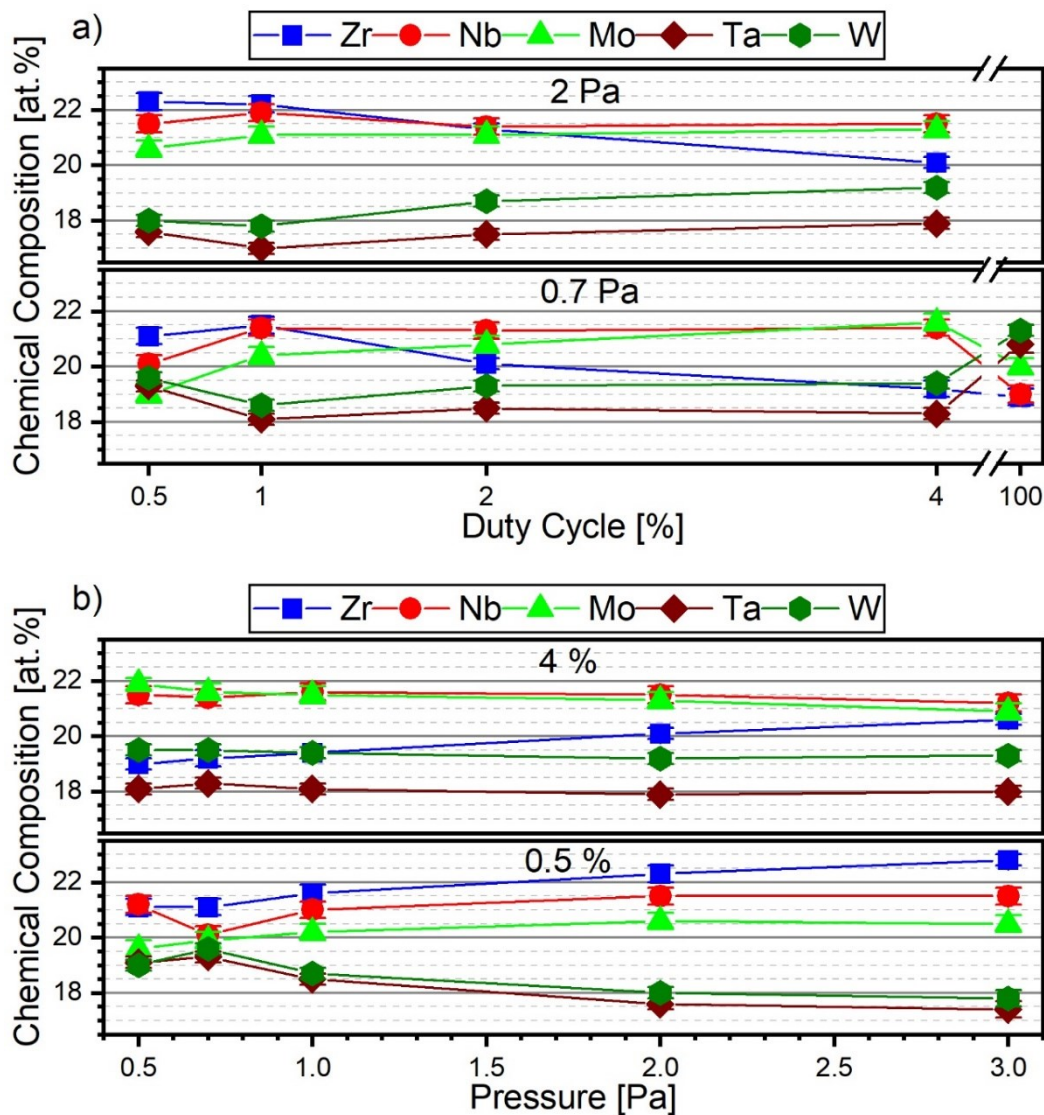 a)
Zr Nb Mo Ta W
2 Pa
22
20
18
0.7 Pa
22
20
18
Chemical Composition [at.%]
0.5 1 2 4 100
Duty Cycle [%]
b)
Zr Nb Mo Ta W
4 %
22
20
18
0.5 %
22
20
18
Chemical Composition [at.%]
0.5 1.0 1.5 2.0 2.5 3.0
Pressure [Pa]